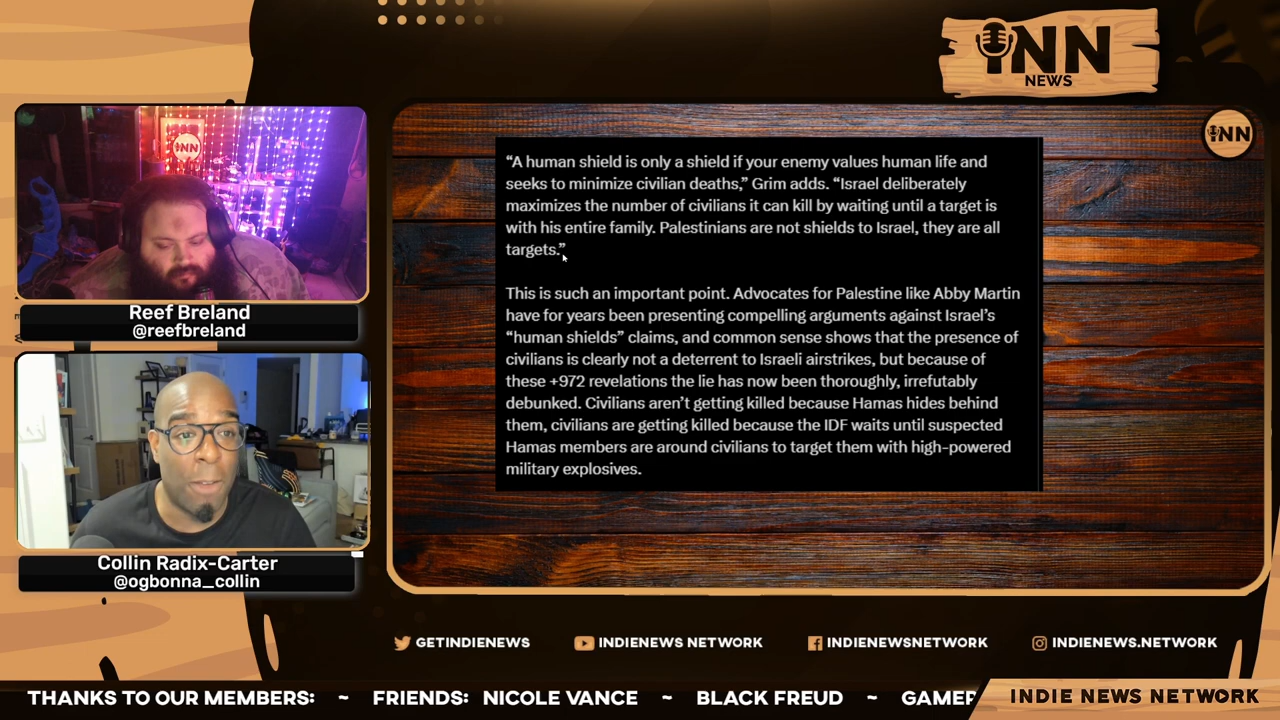 INN
NEWS
INN
INN
“A human shield is only a shield if your enemy values human life and
seeks to minimize civilian deaths,” Grim adds. “Israel deliberately
maximizes the number of civilians it can kill by waiting until a target is
with his entire family. Palestinians are not shields to Israel, they are all
targets.”
This is such an important point. Advocates for Palestine like Abby Martin
have for years been presenting compelling arguments against Israel’s
“human shields” claims, and common sense shows that the presence of
civilians is clearly not a deterrent to Israeli airstrikes, but because of
these +972 revelations the lie has now been thoroughly, irrefutably
debunked. Civilians aren’t getting killed because Hamas hides behind
them, civilians are getting killed because the IDF waits until suspected
Hamas members are around civilians to target them with high-powered
military explosives.
Reef Breland
@reefbreland
Collin Radix-Carter
@ogbonna_collin
GETINDIENEWS
INDIENEWS NETWORK
INDIENEWSNETWORK
INDIENEWS.NETWORK
THANKS TO OUR MEMBERS: ~ FRIENDS: NICOLE VANCE ~ BLACK FREUD ~ GAMER
INDIE NEWS NETWORK